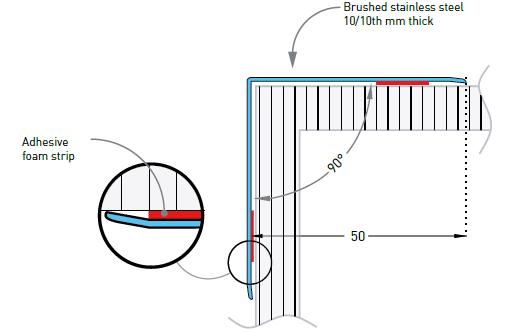 Brushed stainless steel
10/10th mm thick
Adhesive
foam strip
90°
50